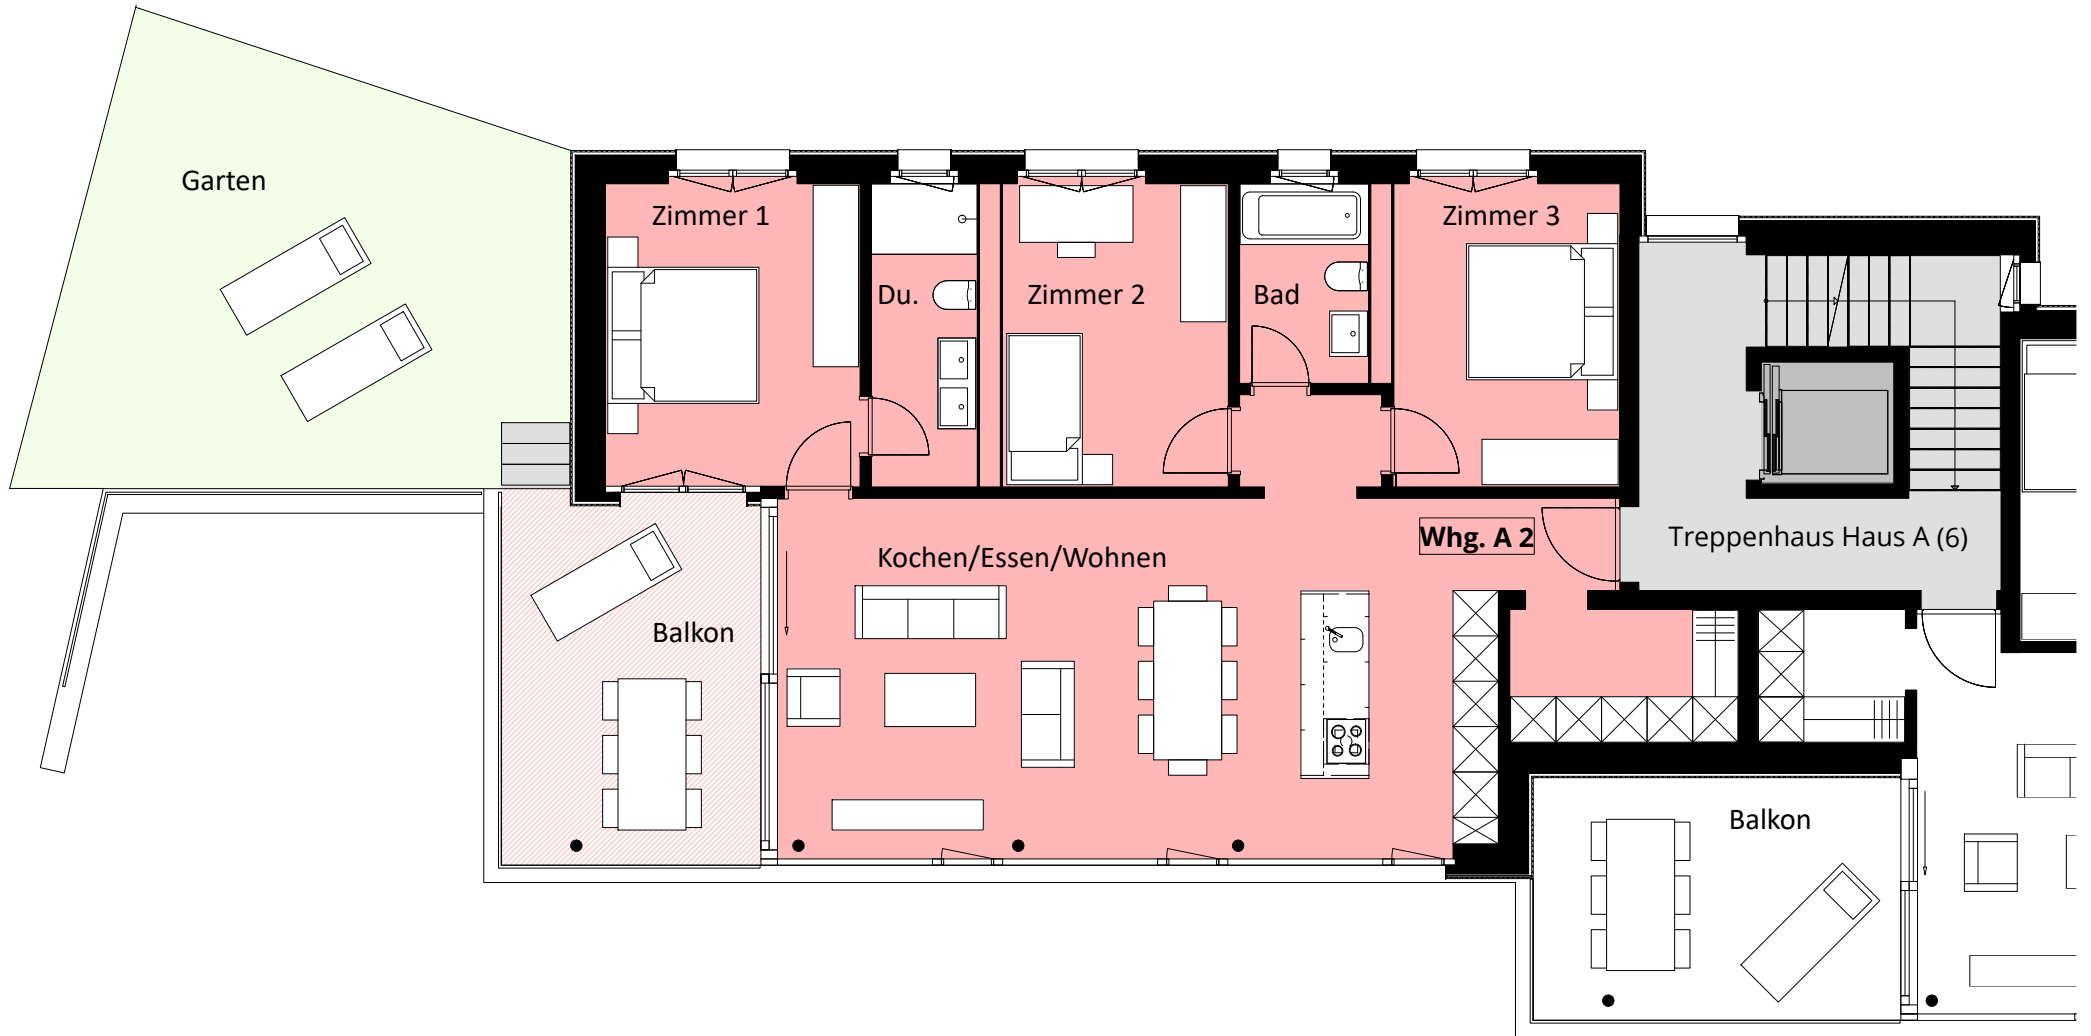 Garten
Zimmer 1
Zimmer 3
Du.
Zimmer 2
Bad
Whg. A 2
Treppenhaus Haus A (6)
Kochen/Essen/Wohnen
Balkon
Balkon